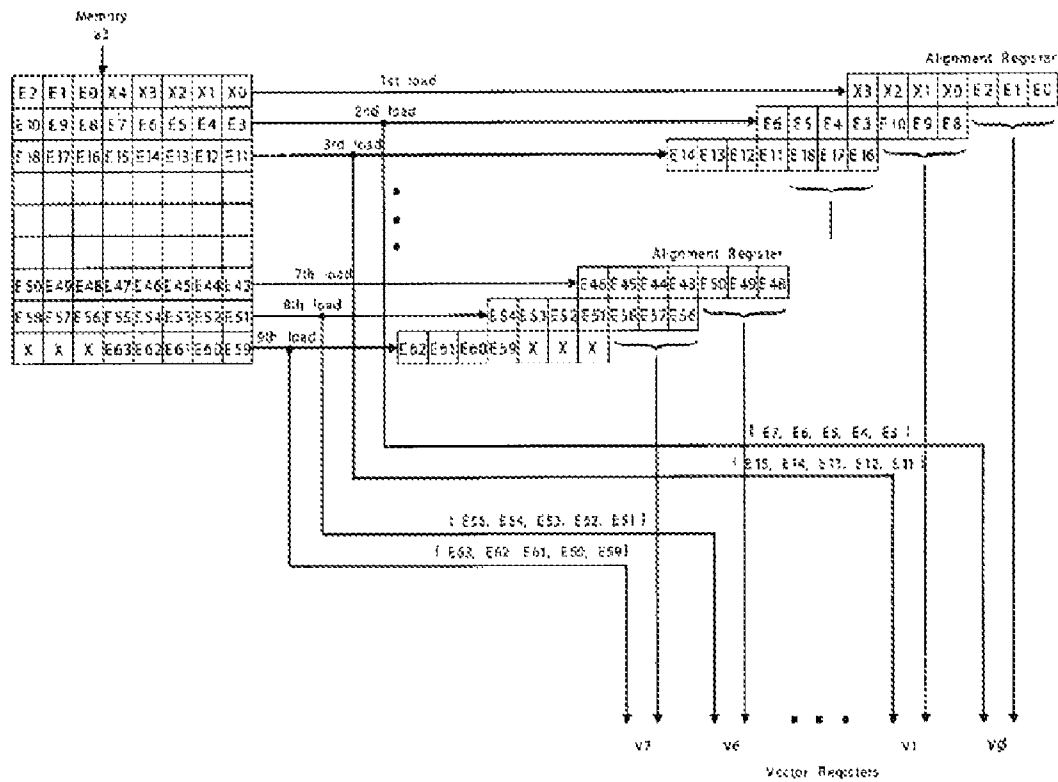 Memory
a3
Alignment Register
E2 E1 E0 X4 X3 X2 X1 X0
1st load
X3 X2 X1 X0 E2 E1 E0
E10 E9 E8 E7 E6 E5 E4 E3
2nd load
E6 E5 E4 E3 E10 E9 E8
E18 E17 E16 E15 E14 E13 E12 E11
3rd load
E14 E13 E12 E11 E18 E17 E16
Alignment Register
E50 E49 E48 E47 E46 E45 E44 E43
7th load
E46 E45 E44 E43 E50 E49 E48
E58 E57 E56 E55 E54 E53 E52 E51
8th load
E54 E53 E52 E51 E58 E57 E56
X X X E63 E62 E61 E60 E59
9th load
E62 E61 E60 E59 X X X
{ E7, E6, E5, E4, E3 }
{ E15, E14, E13, E12, E11 }
{ E55, E54, E53, E52, E51 }
{ E63, E62, E61, E60, E59}
V7 V6 V1 VØ
Vector Registers